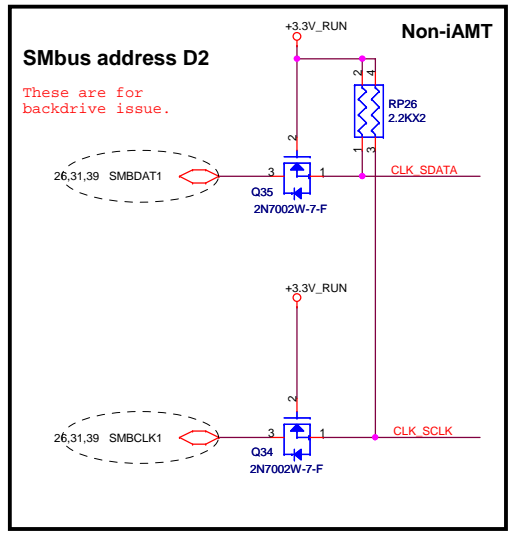 +3.3V_RUN
Non-iAMT
SMbus address D2
These are for
backdrive issue.
2 4
RP26
2.2KX2
1 3
2
26,31,39 SMBDAT1
3 1
CLK_SDATA
Q35
2N7002W-7-F
+3.3V_RUN
2
26,31,39 SMBCLK1
3 1
CLK_SCLK
Q34
2N7002W-7-F